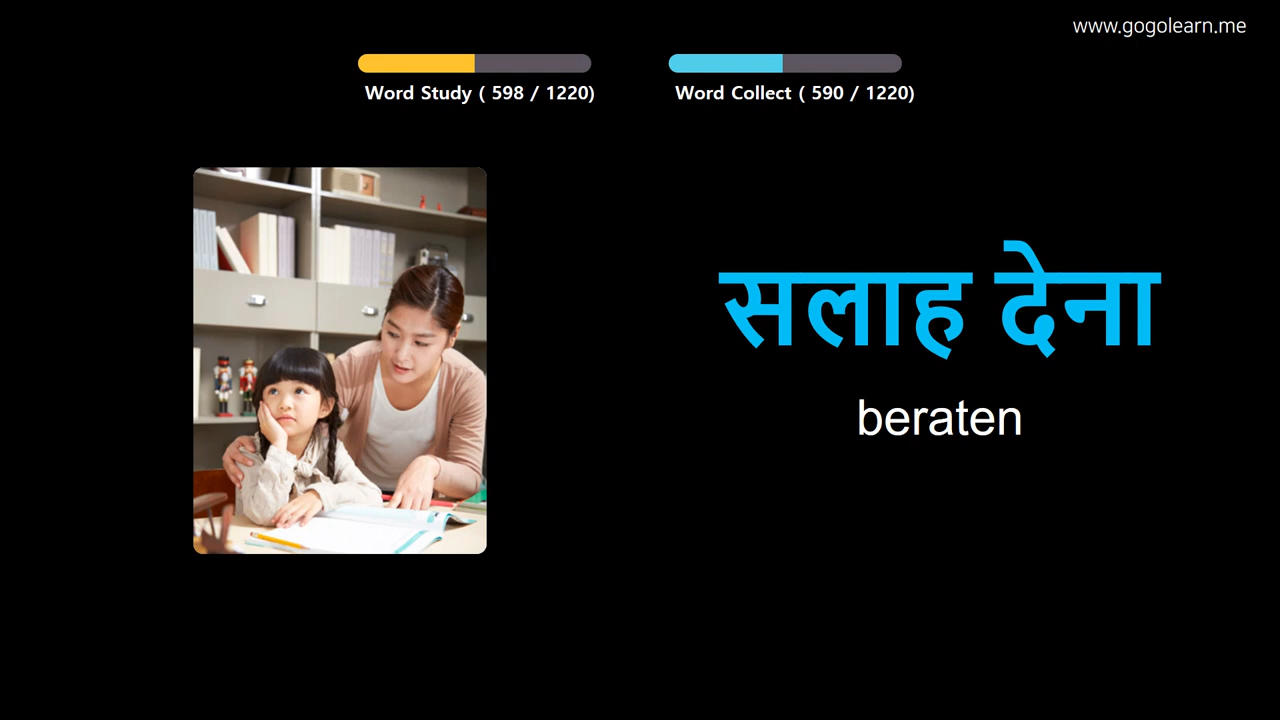 www.gogolearn.me
Word Study ( 598 / 1220)
Word Collect ( 590 / 1220)
सलाह देना
beraten